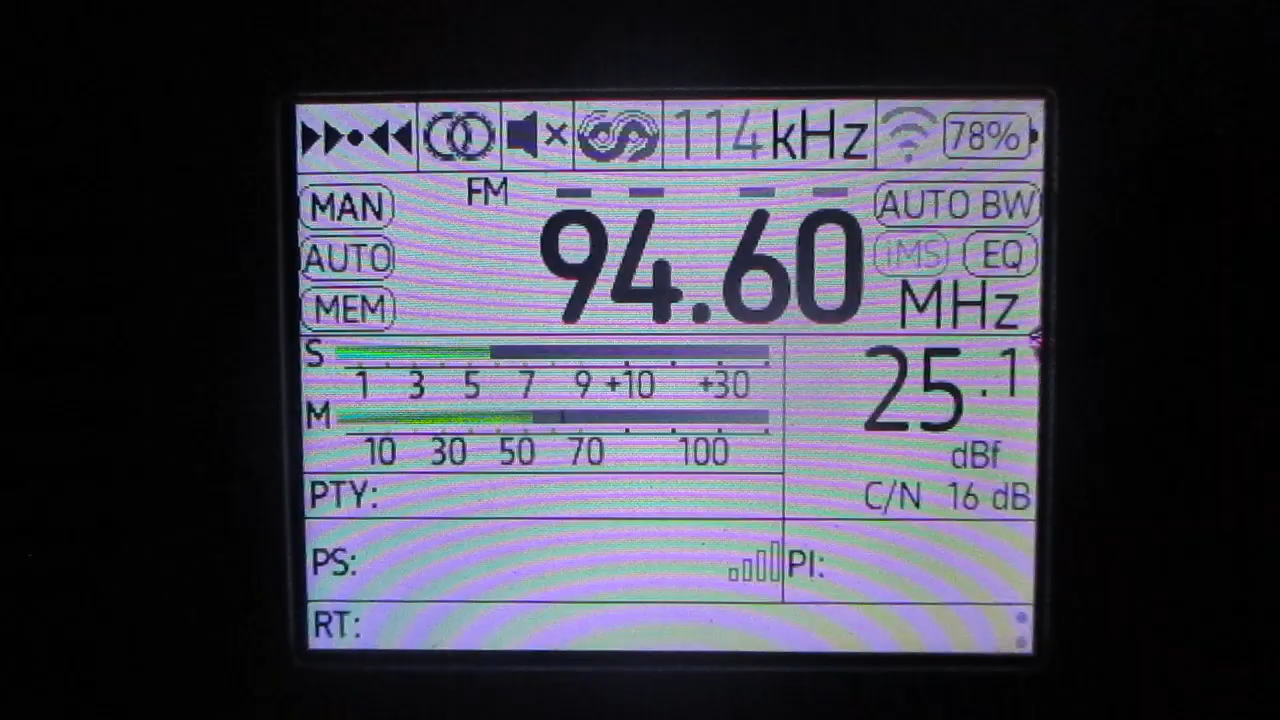 114kHz 78%
FM
MAN 94.60 AUTO BW
AUTO iMS EQ
MEM MHz
S
1 3 5 7 9 +10 +30
25.1
M
10 30 50 70 100
dBf
PTY:
C/N 16 dB
PS: PI:
RT: